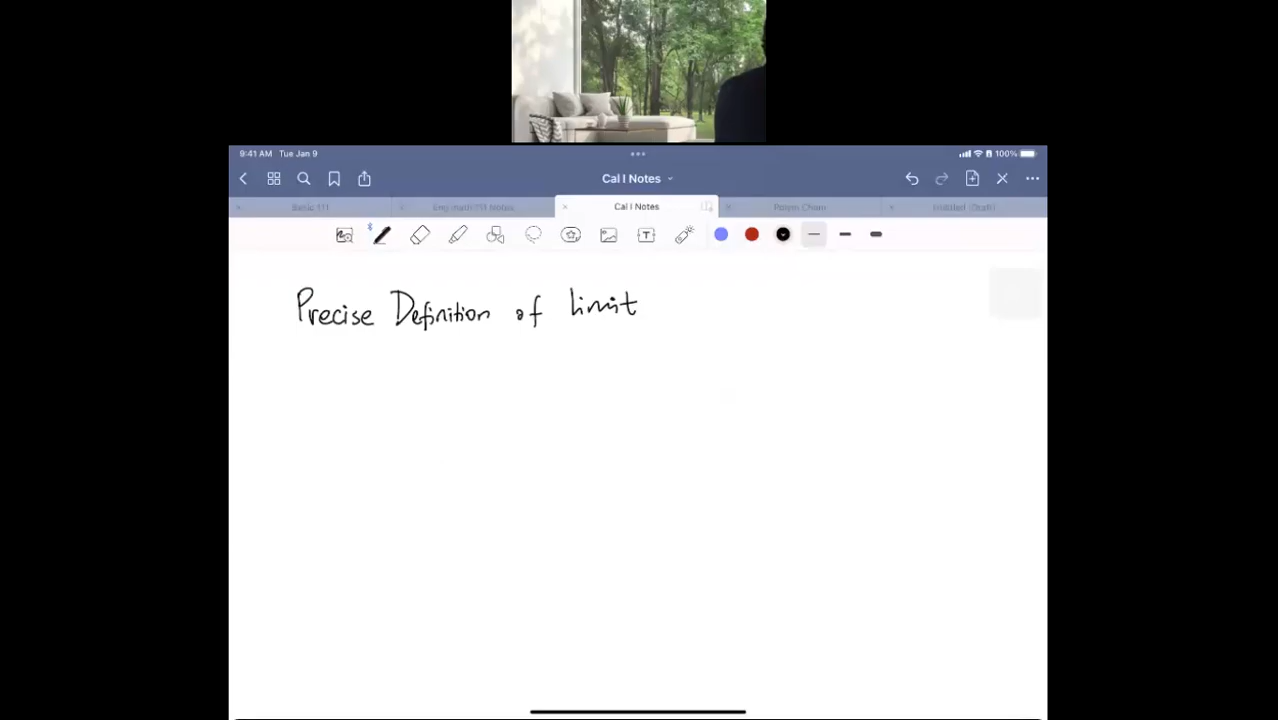 9:41 AM Tue Jan 9
100%
Cal I Notes
Cal I Notes
Precise Definition of limit